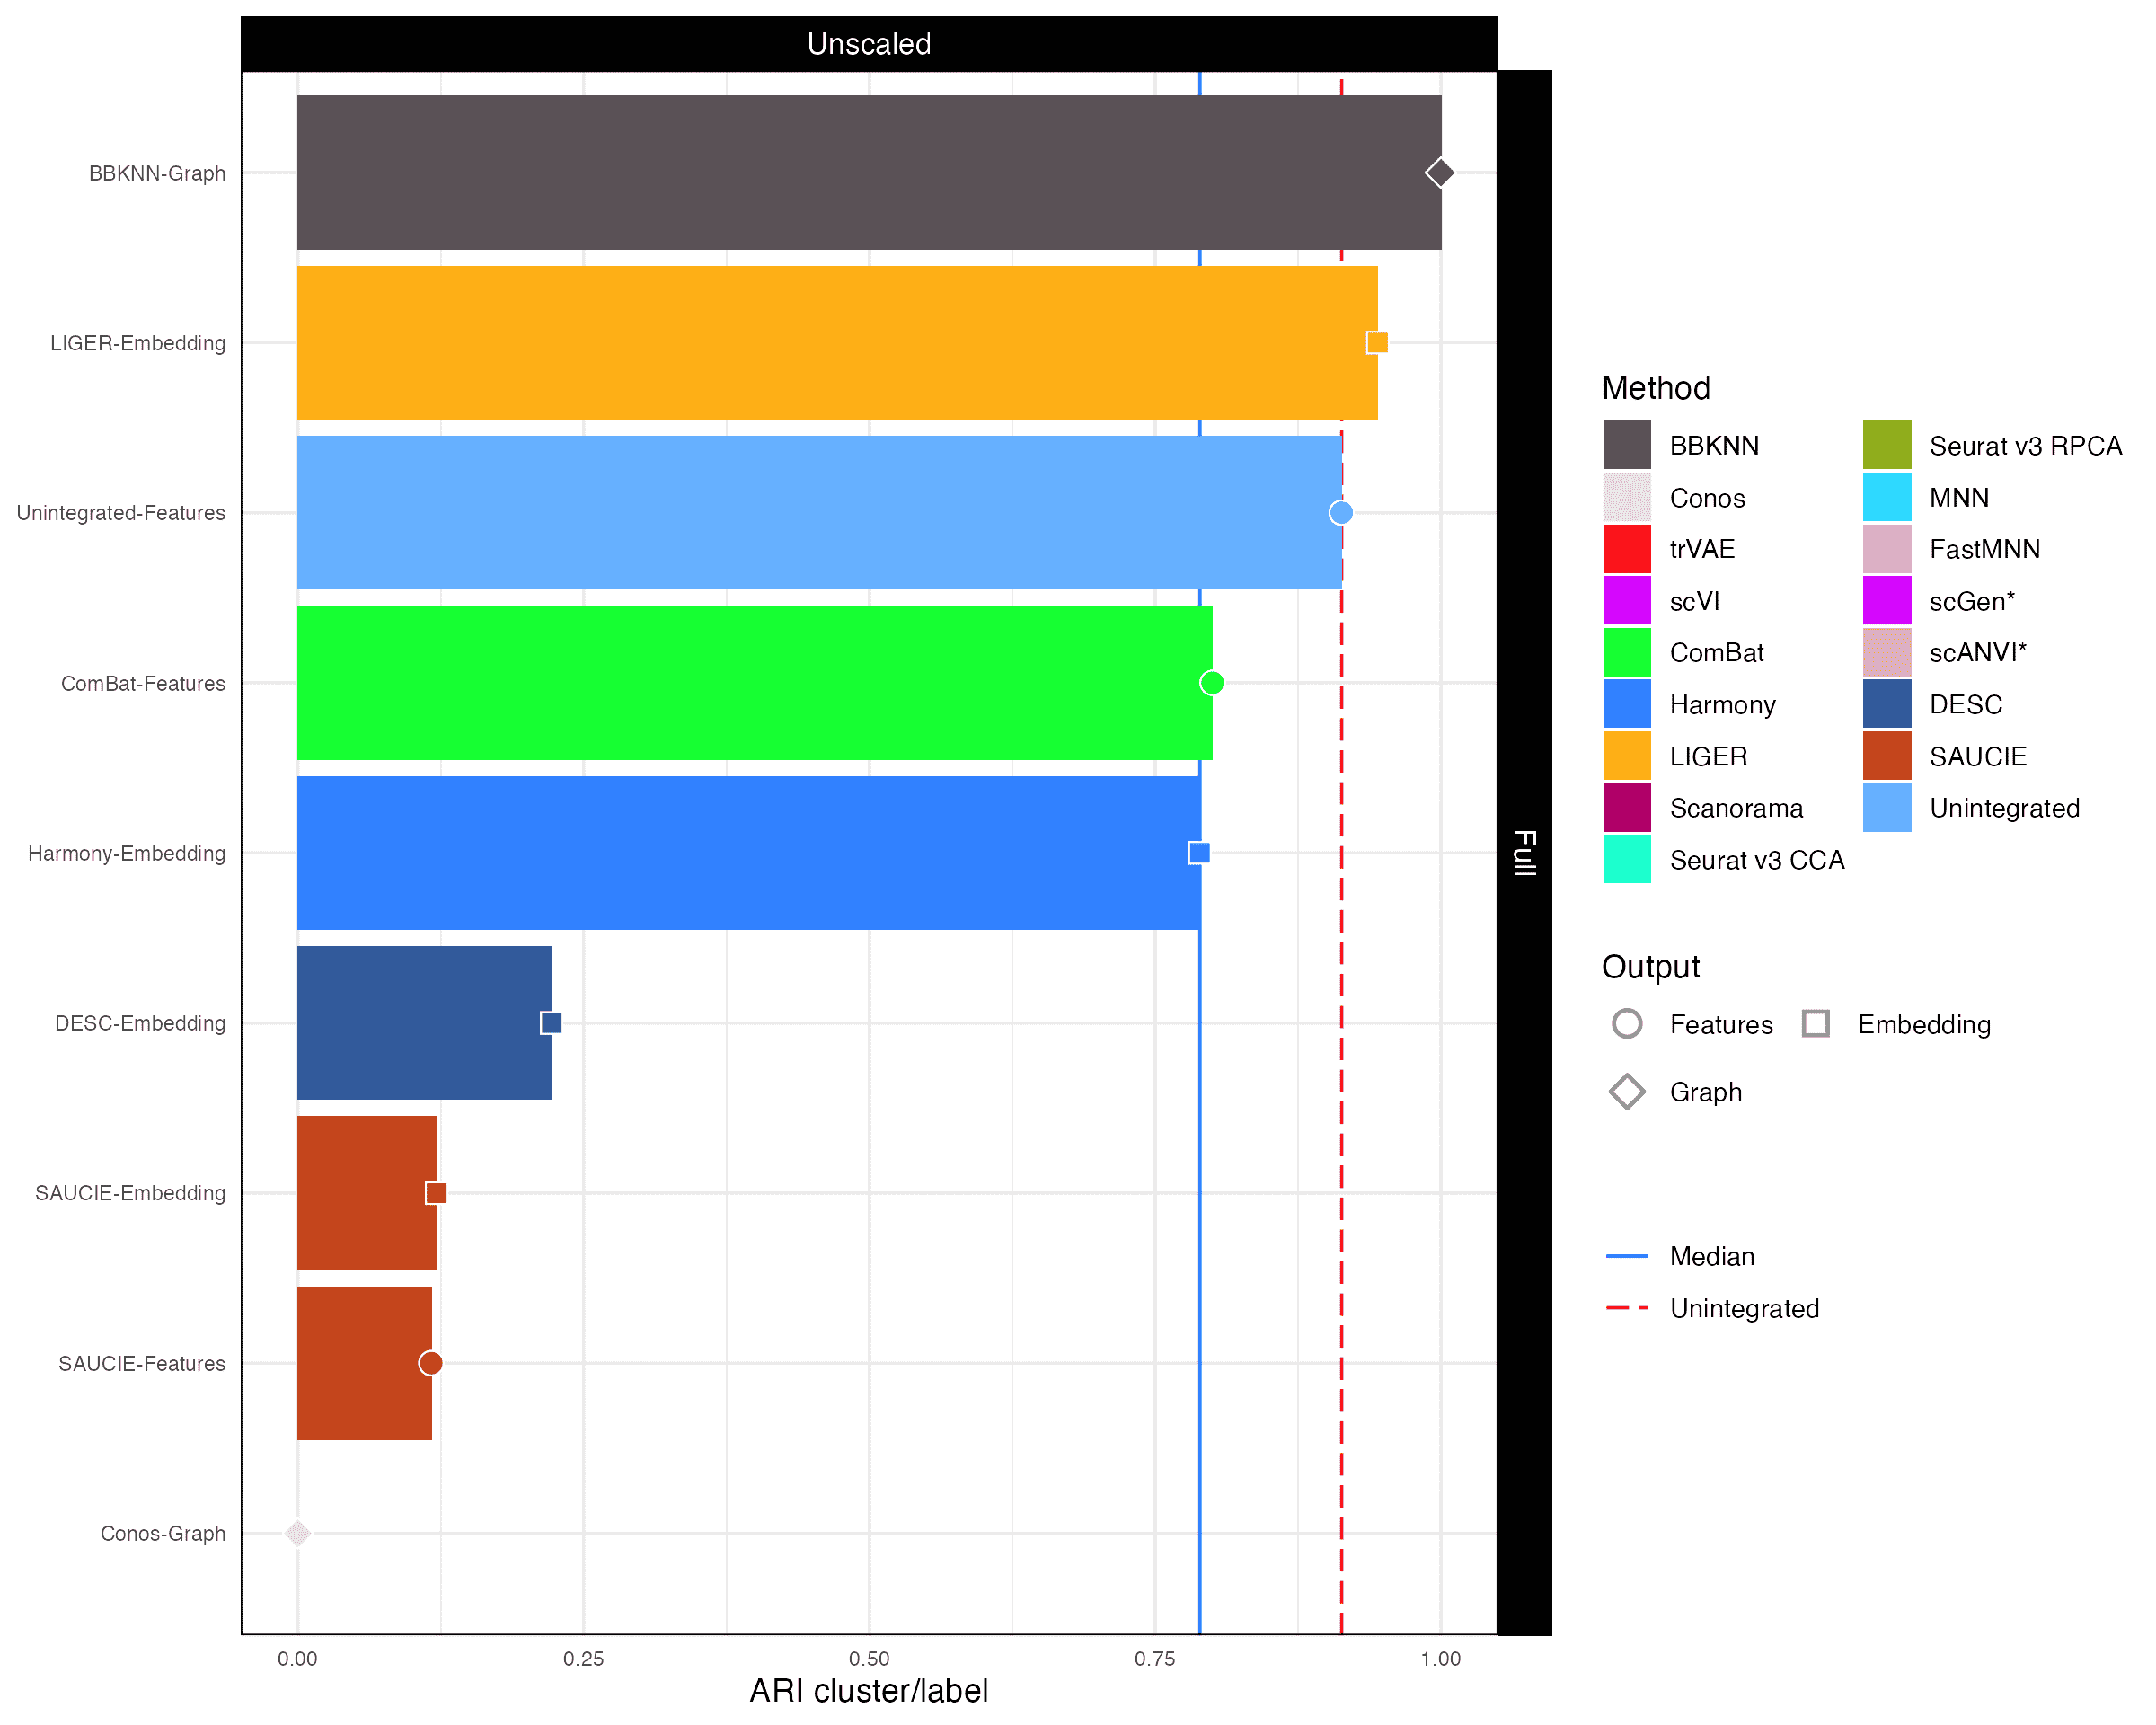 Unscaled
BBKNN-Graph
LIGER-Embedding
Unintegrated-Features
ComBat-Features
Harmony-Embedding
DESC-Embedding
SAUCIE-Embedding
SAUCIE-Features
Conos-Graph
0.00 0.25 0.50 0.75 1.00
ARI cluster/label
Full
Method
BBKNN Seurat v3 RPCA
Conos MNN
trVAE FastMNN
scVI scGen*
ComBat scANVI*
Harmony DESC
LIGER SAUCIE
Scanorama Unintegrated
Seurat v3 CCA
Output
Features Embedding
Graph
Median
Unintegrated